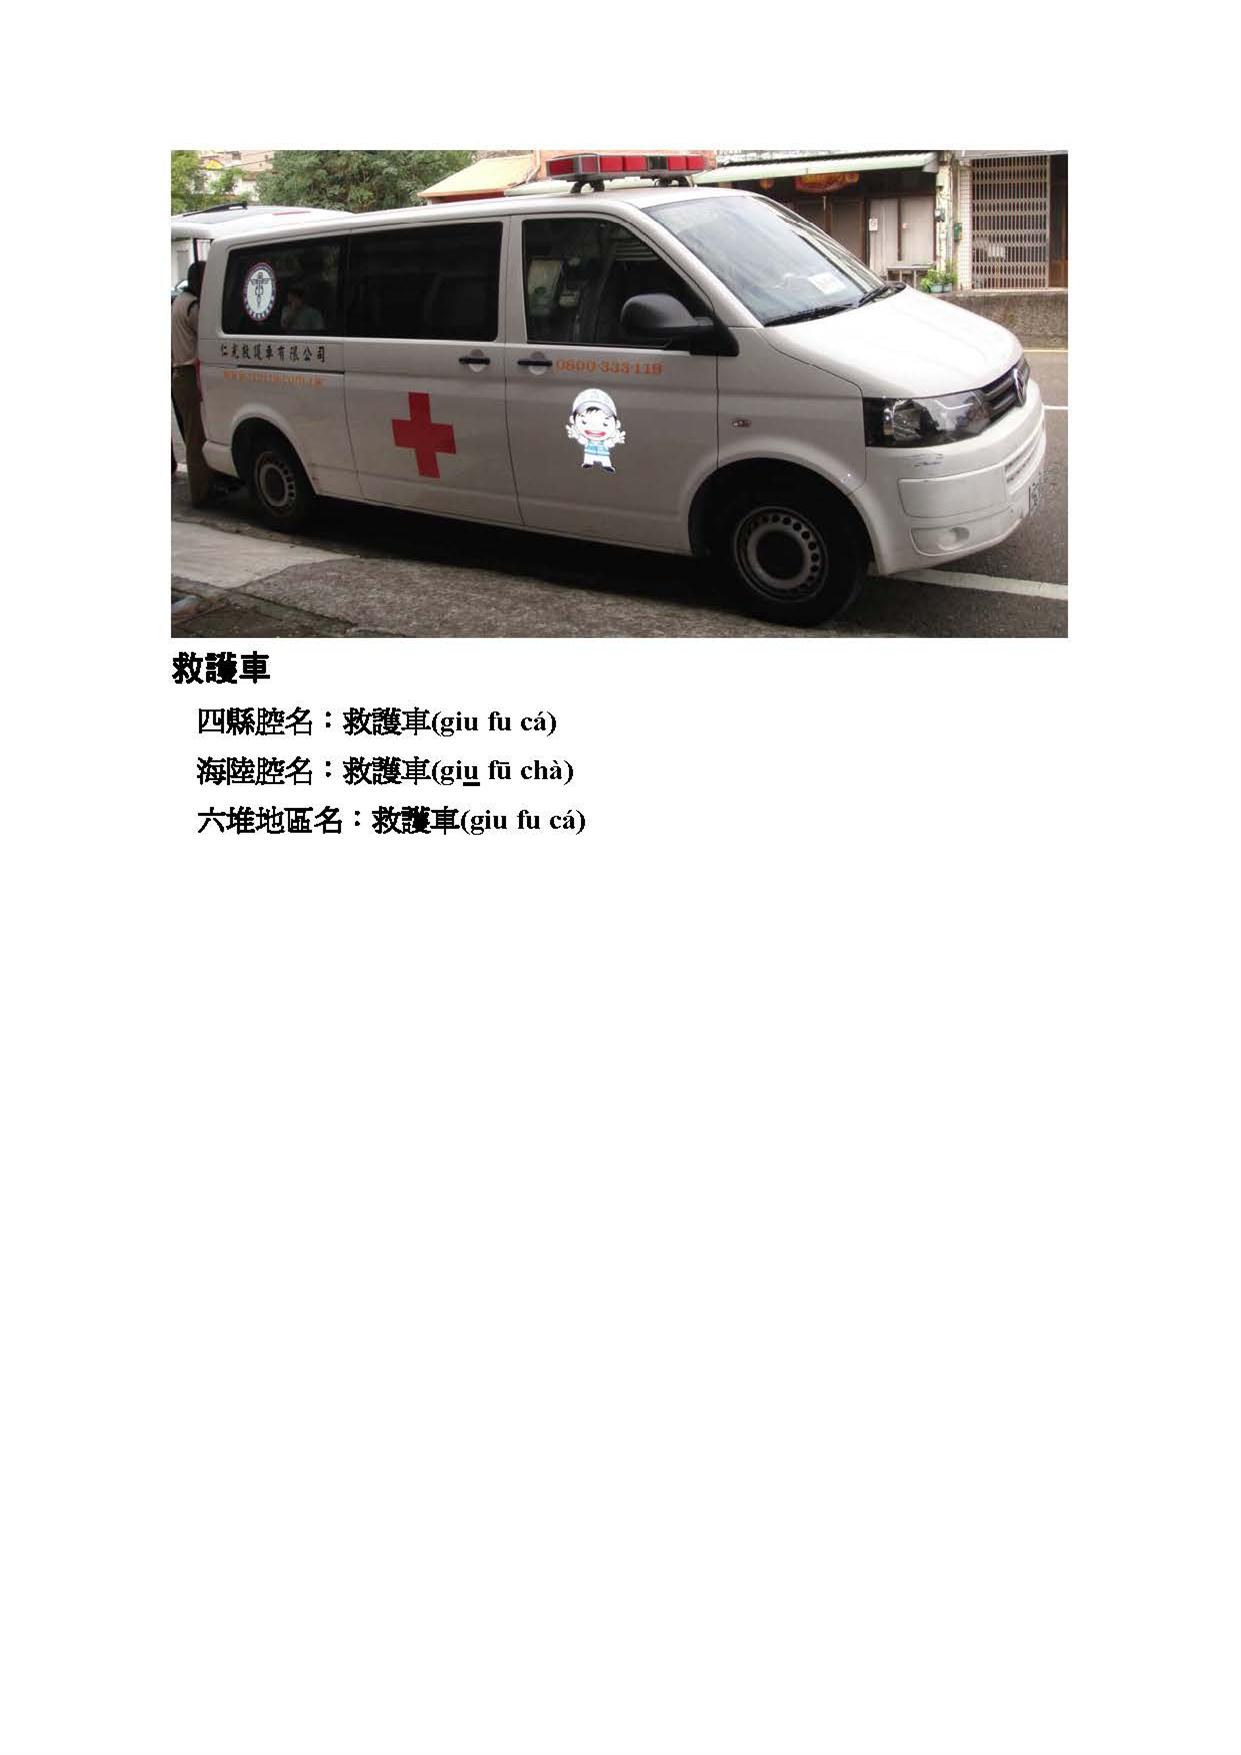 仁光救護車有限公司
0800-333-119
救護車
四縣腔名：救護車(giu fu cá)
海陸腔名：救護車(giu̲ fū chà)
六堆地區名：救護車(giu fu cá)